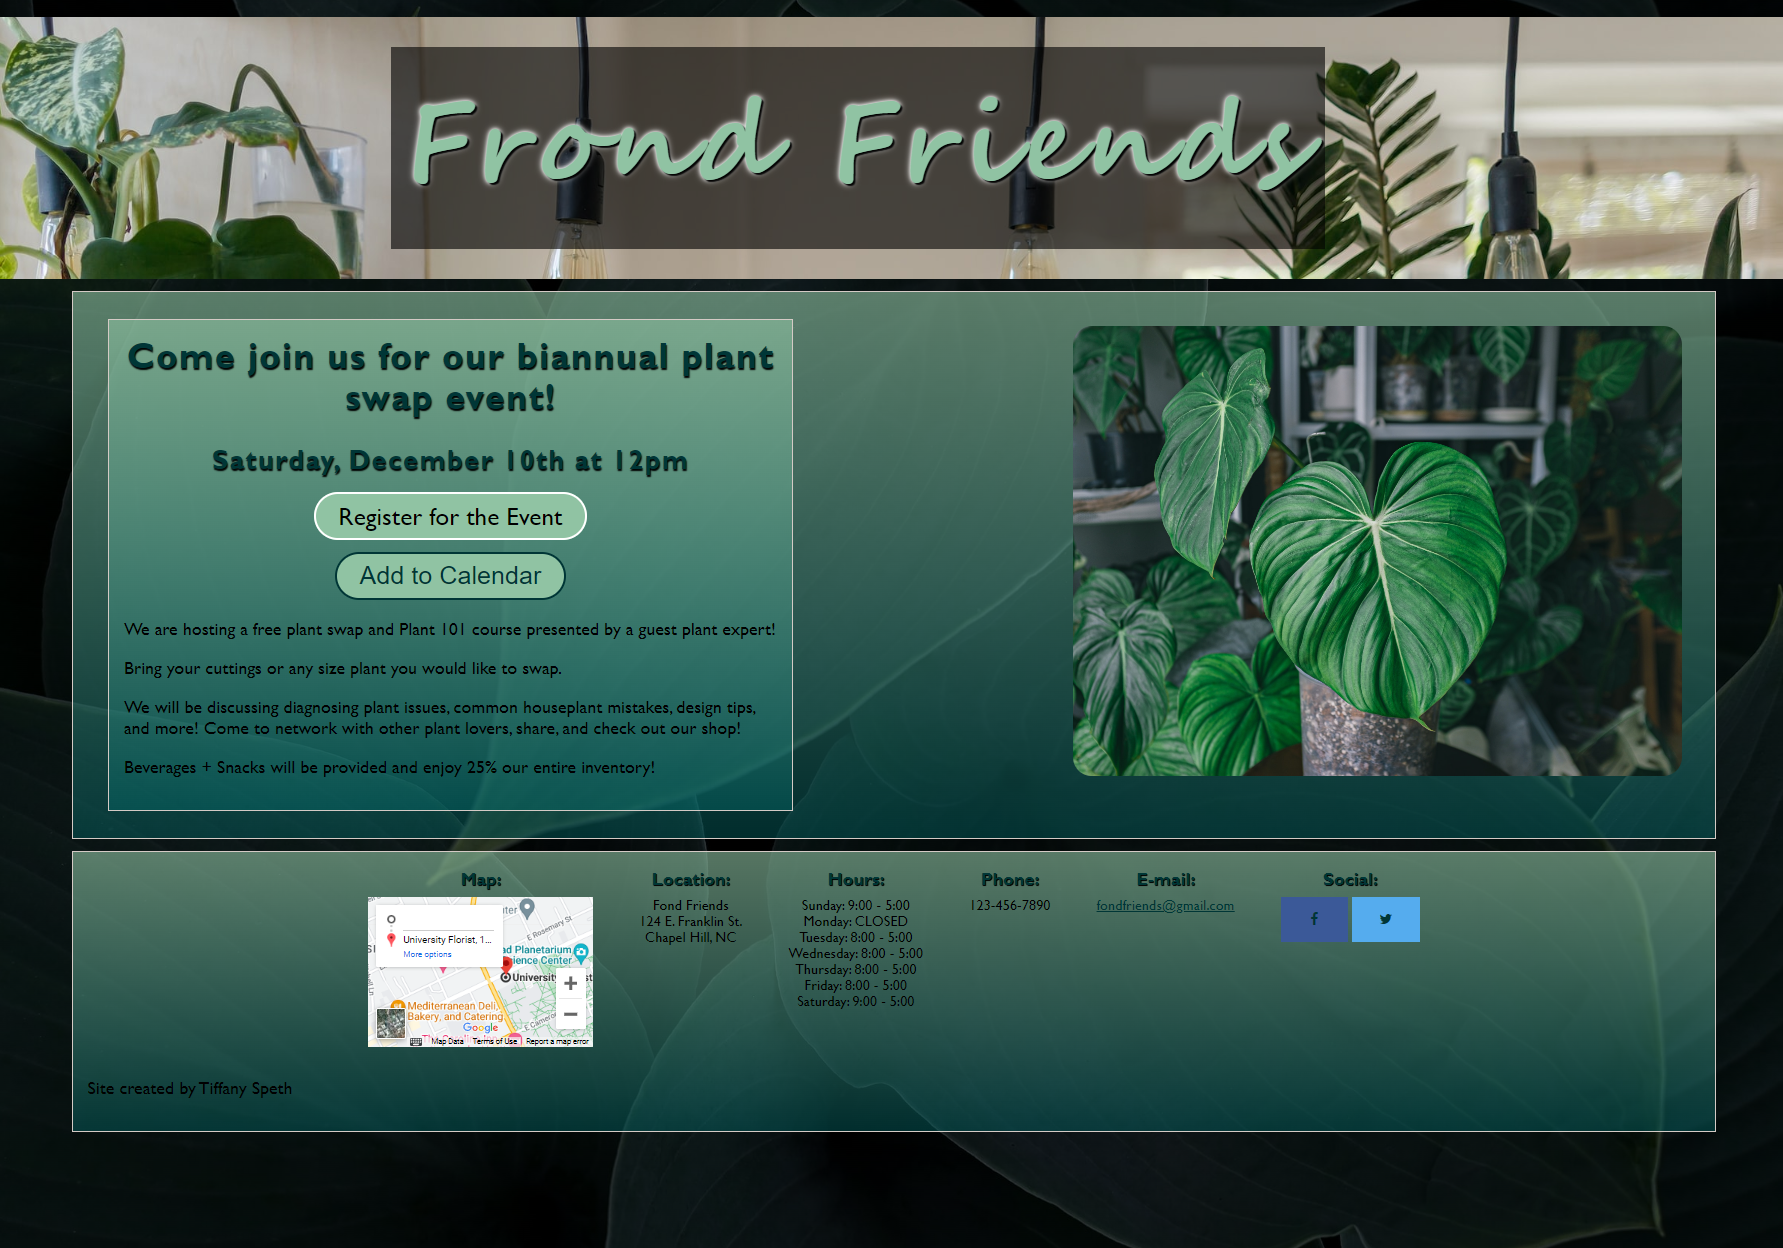 Frond Friends
Come join us for our biannual plant
swap event!
Saturday, December 10th at 12pm
Register for the Event
Add to Calendar
We are hosting a free plant swap and Plant 101 course presented by a guest plant expert!
Bring your cuttings or any size plant you would like to swap.
We will be discussing diagnosing plant issues, common houseplant mistakes, design tips,
and more! Come to network with other plant lovers, share, and check out our shop!
Beverages + Snacks will be provided and enjoy 25% our entire inventory!
Map:
University Florist, 1...
More options
E Rosemary St
Planetarium
Science Center
University
Mediterranean Deli,
Bakery, and Catering
Google
E Cameron
Map Data
Terms of Use
Report a map error
Location:
Fond Friends
124 E. Franklin St.
Chapel Hill, NC
Hours:
Sunday: 9:00 - 5:00
Monday: CLOSED
Tuesday: 8:00 - 5:00
Wednesday: 8:00 - 5:00
Thursday: 8:00 - 5:00
Friday: 8:00 - 5:00
Saturday: 9:00 - 5:00
Phone:
123-456-7890
E-mail:
fondfriends@gmail.com
Social:
Site created by Tiffany Speth